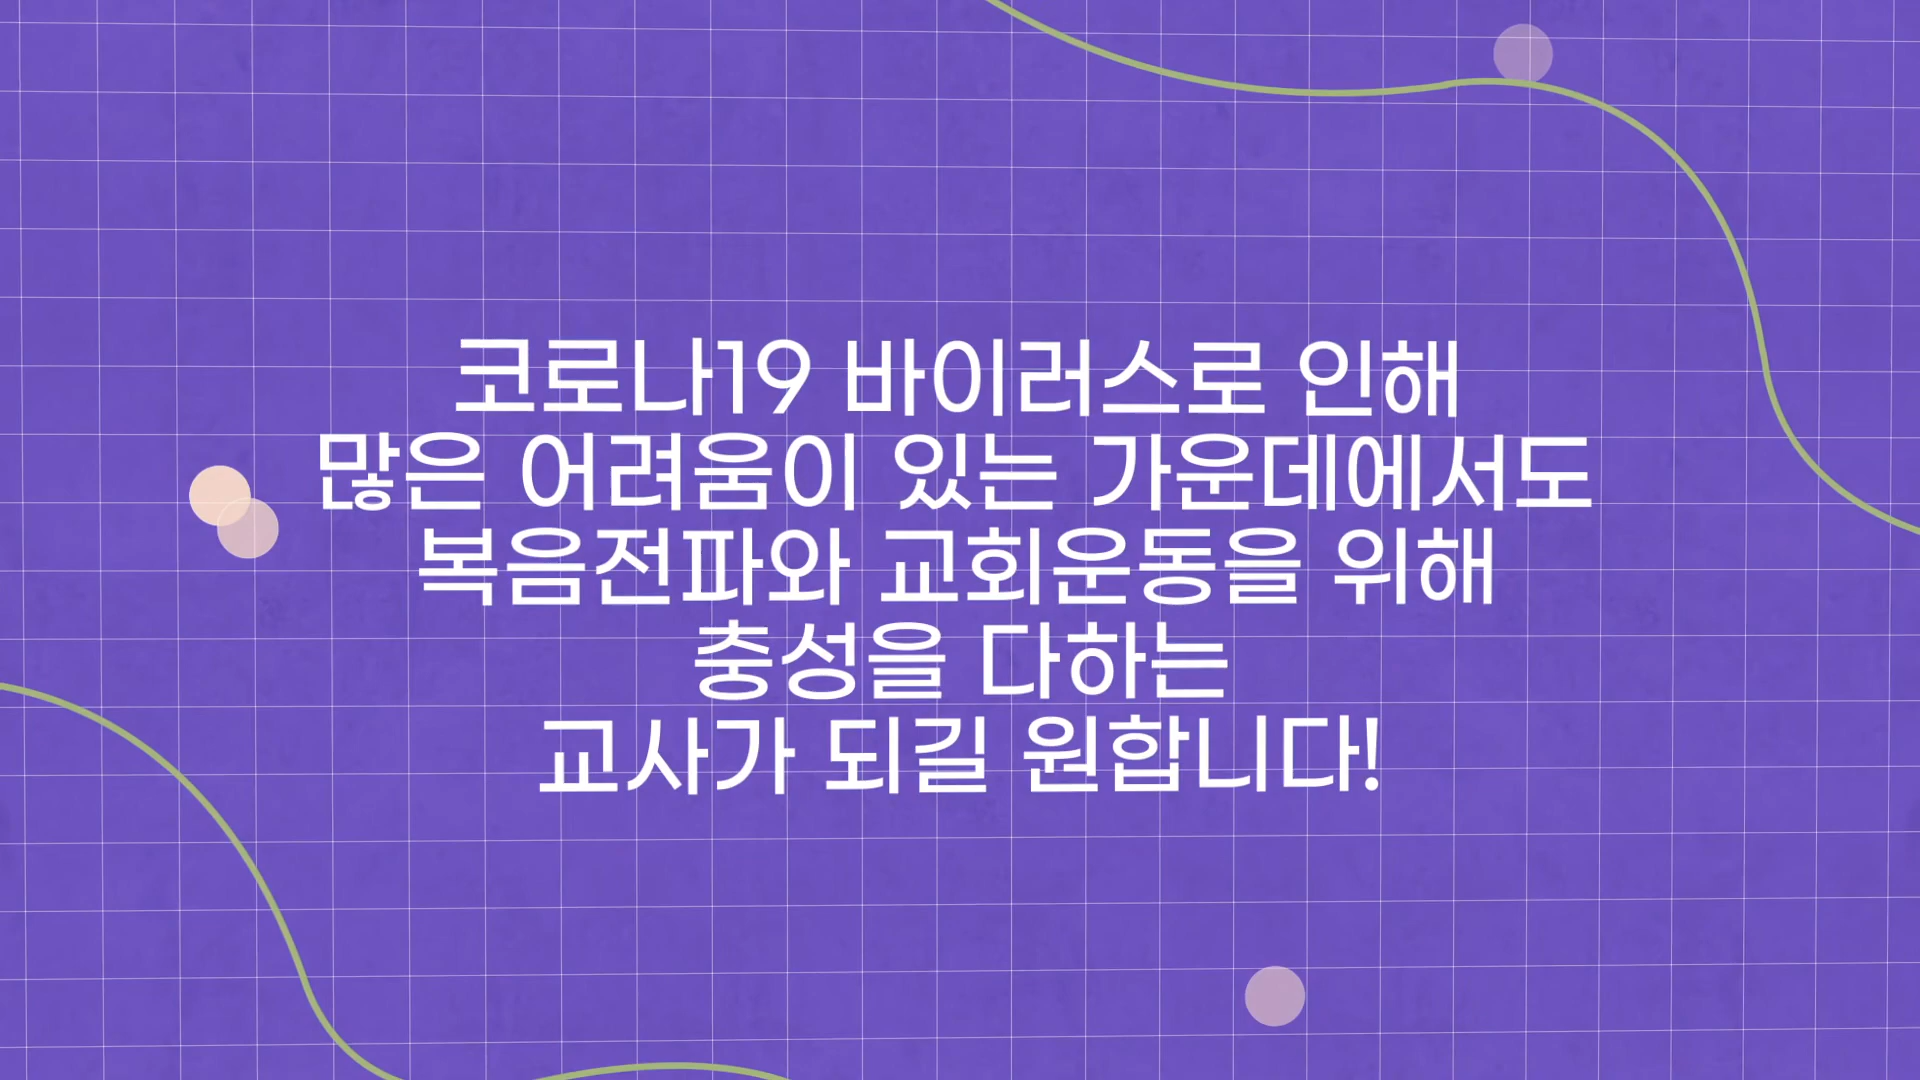 코로나19 바이러스로 인해
많은 어려움이 있는 가운데에서도
복음전파와 교회운동을 위해
충성을 다하는
교사가 되길 원합니다!